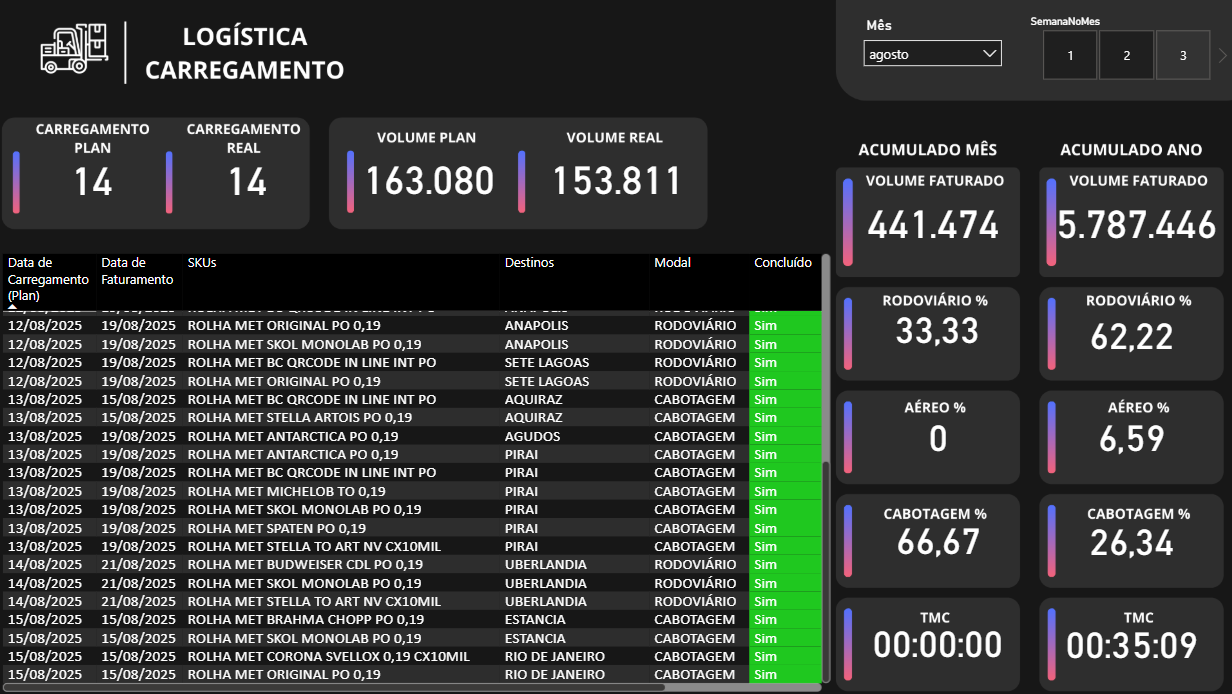 LOGÍSTICA
CARREGAMENTO
Mês
agosto
SemanaNoMes
1 2 3
CARREGAMENTO
PLAN
14
CARREGAMENTO
REAL
14
VOLUME PLAN
163.080
VOLUME REAL
153.811
Data de
Carregamento
(Plan)
Data de
Faturamento
SKUs
Destinos
Modal
Concluído
12/08/2025 19/08/2025 ROLHA MET ORIGINAL PO 0,19 ANAPOLIS RODOVIÁRIO Sim
12/08/2025 19/08/2025 ROLHA MET SKOL MONOLAB PO 0,19 ANAPOLIS RODOVIÁRIO Sim
12/08/2025 19/08/2025 ROLHA MET BC QRCODE IN LINE INT PO SETE LAGOAS RODOVIÁRIO Sim
12/08/2025 19/08/2025 ROLHA MET ORIGINAL PO 0,19 SETE LAGOAS RODOVIÁRIO Sim
13/08/2025 15/08/2025 ROLHA MET BC QRCODE IN LINE INT PO AQUIRAZ CABOTAGEM Sim
13/08/2025 15/08/2025 ROLHA MET STELLA ARTOIS PO 0,19 AQUIRAZ CABOTAGEM Sim
13/08/2025 19/08/2025 ROLHA MET ANTARCTICA PO 0,19 AGUDOS CABOTAGEM Sim
13/08/2025 19/08/2025 ROLHA MET ANTARCTICA PO 0,19 PIRAI CABOTAGEM Sim
13/08/2025 19/08/2025 ROLHA MET BC QRCODE IN LINE INT PO PIRAI CABOTAGEM Sim
13/08/2025 19/08/2025 ROLHA MET MICHELOB TO 0,19 PIRAI CABOTAGEM Sim
13/08/2025 19/08/2025 ROLHA MET SKOL MONOLAB PO 0,19 PIRAI CABOTAGEM Sim
13/08/2025 19/08/2025 ROLHA MET SPATEN PO 0,19 PIRAI CABOTAGEM Sim
13/08/2025 19/08/2025 ROLHA MET STELLA TO ART NV CX10MIL PIRAI CABOTAGEM Sim
14/08/2025 21/08/2025 ROLHA MET BUDWEISER CDL PO 0,19 UBERLANDIA RODOVIÁRIO Sim
14/08/2025 21/08/2025 ROLHA MET SKOL MONOLAB PO 0,19 UBERLANDIA RODOVIÁRIO Sim
14/08/2025 21/08/2025 ROLHA MET STELLA TO ART NV CX10MIL UBERLANDIA RODOVIÁRIO Sim
15/08/2025 15/08/2025 ROLHA MET BRAHMA CHOPP PO 0,19 ESTANCIA CABOTAGEM Sim
15/08/2025 15/08/2025 ROLHA MET SKOL MONOLAB PO 0,19 ESTANCIA CABOTAGEM Sim
15/08/2025 15/08/2025 ROLHA MET CORONA SVELLOX 0,19 CX10MIL RIO DE JANEIRO CABOTAGEM Sim
15/08/2025 15/08/2025 ROLHA MET ORIGINAL PO 0,19 RIO DE JANEIRO CABOTAGEM Sim
ACUMULADO MÊS
VOLUME FATURADO
441.474
RODOVIÁRIO %
33,33
AÉREO %
0
CABOTAGEM %
66,67
TMC
00:00:00
ACUMULADO ANO
VOLUME FATURADO
5.787.446
RODOVIÁRIO %
62,22
AÉREO %
6,59
CABOTAGEM %
26,34
TMC
00:35:09